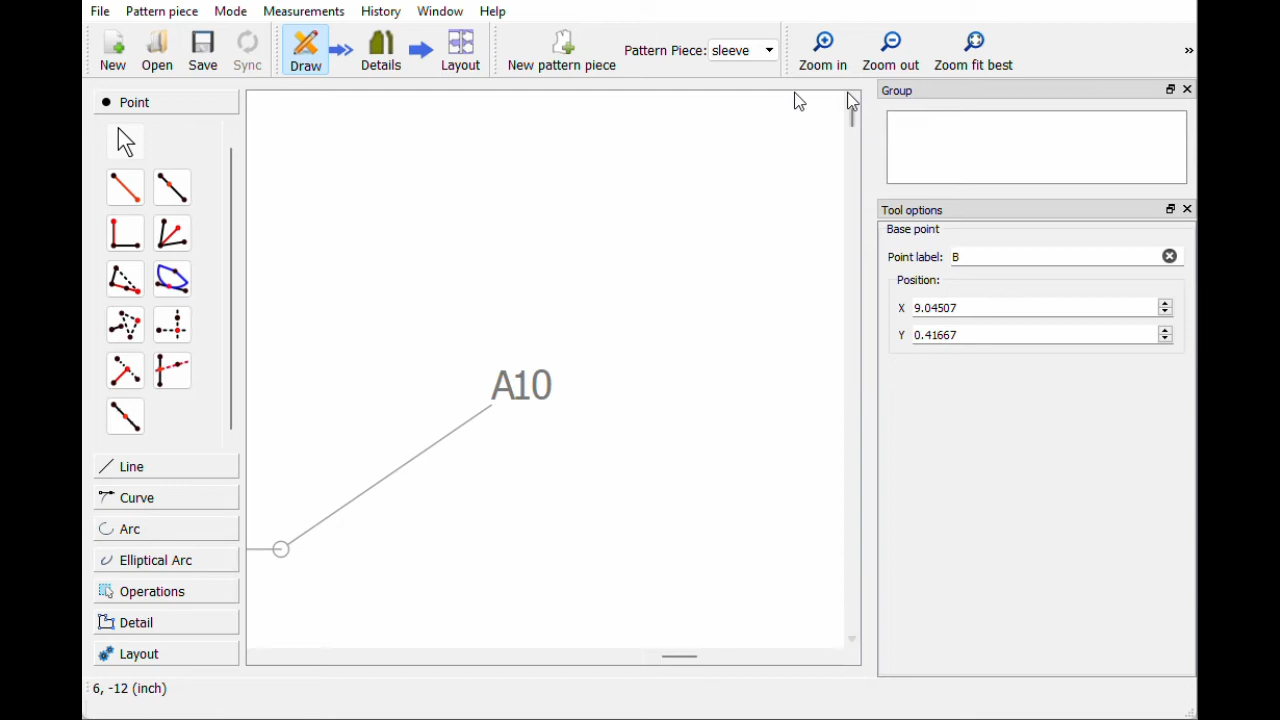 File Pattern piece Mode Measurements History Window Help
New Open Save Sync Draw Details Layout New pattern piece Pattern Piece: sleeve Zoom in Zoom out Zoom fit best »
Point
Line
Curve
Arc
Elliptical Arc
Operations
Detail
Layout
A10
Group
Tool options
Base point
Point label: B
Position:
X 9.04507
Y 0.41667
6, -12 (inch)